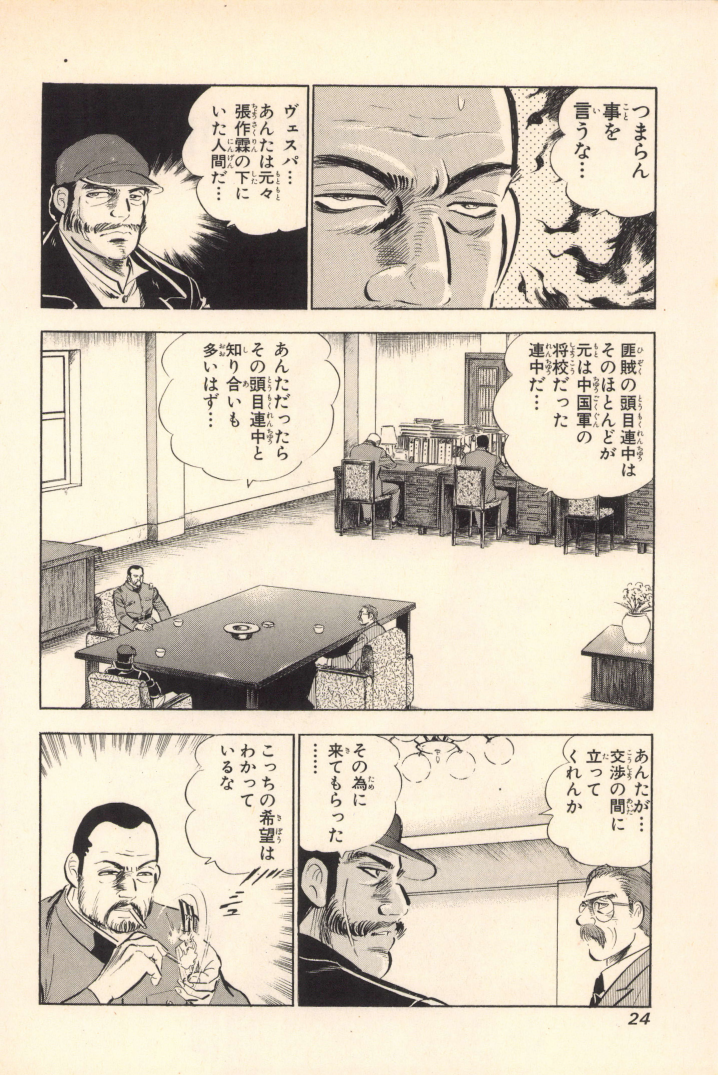 つまらん
事を
言うな…
ヴェスパ…
あんたは元々
張作霖の下に
いた人間だ…
匪賊の頭目連中は
そのほとんどが
元は中国軍の
将校だった
連中だ…
あんただったら
その頭目連中と
知り合いも
多いはず…
あんたが…
交渉の間に
立って
くれんか
その為に
来てもらった
……
こっちの希望は
わかって
いるな
24